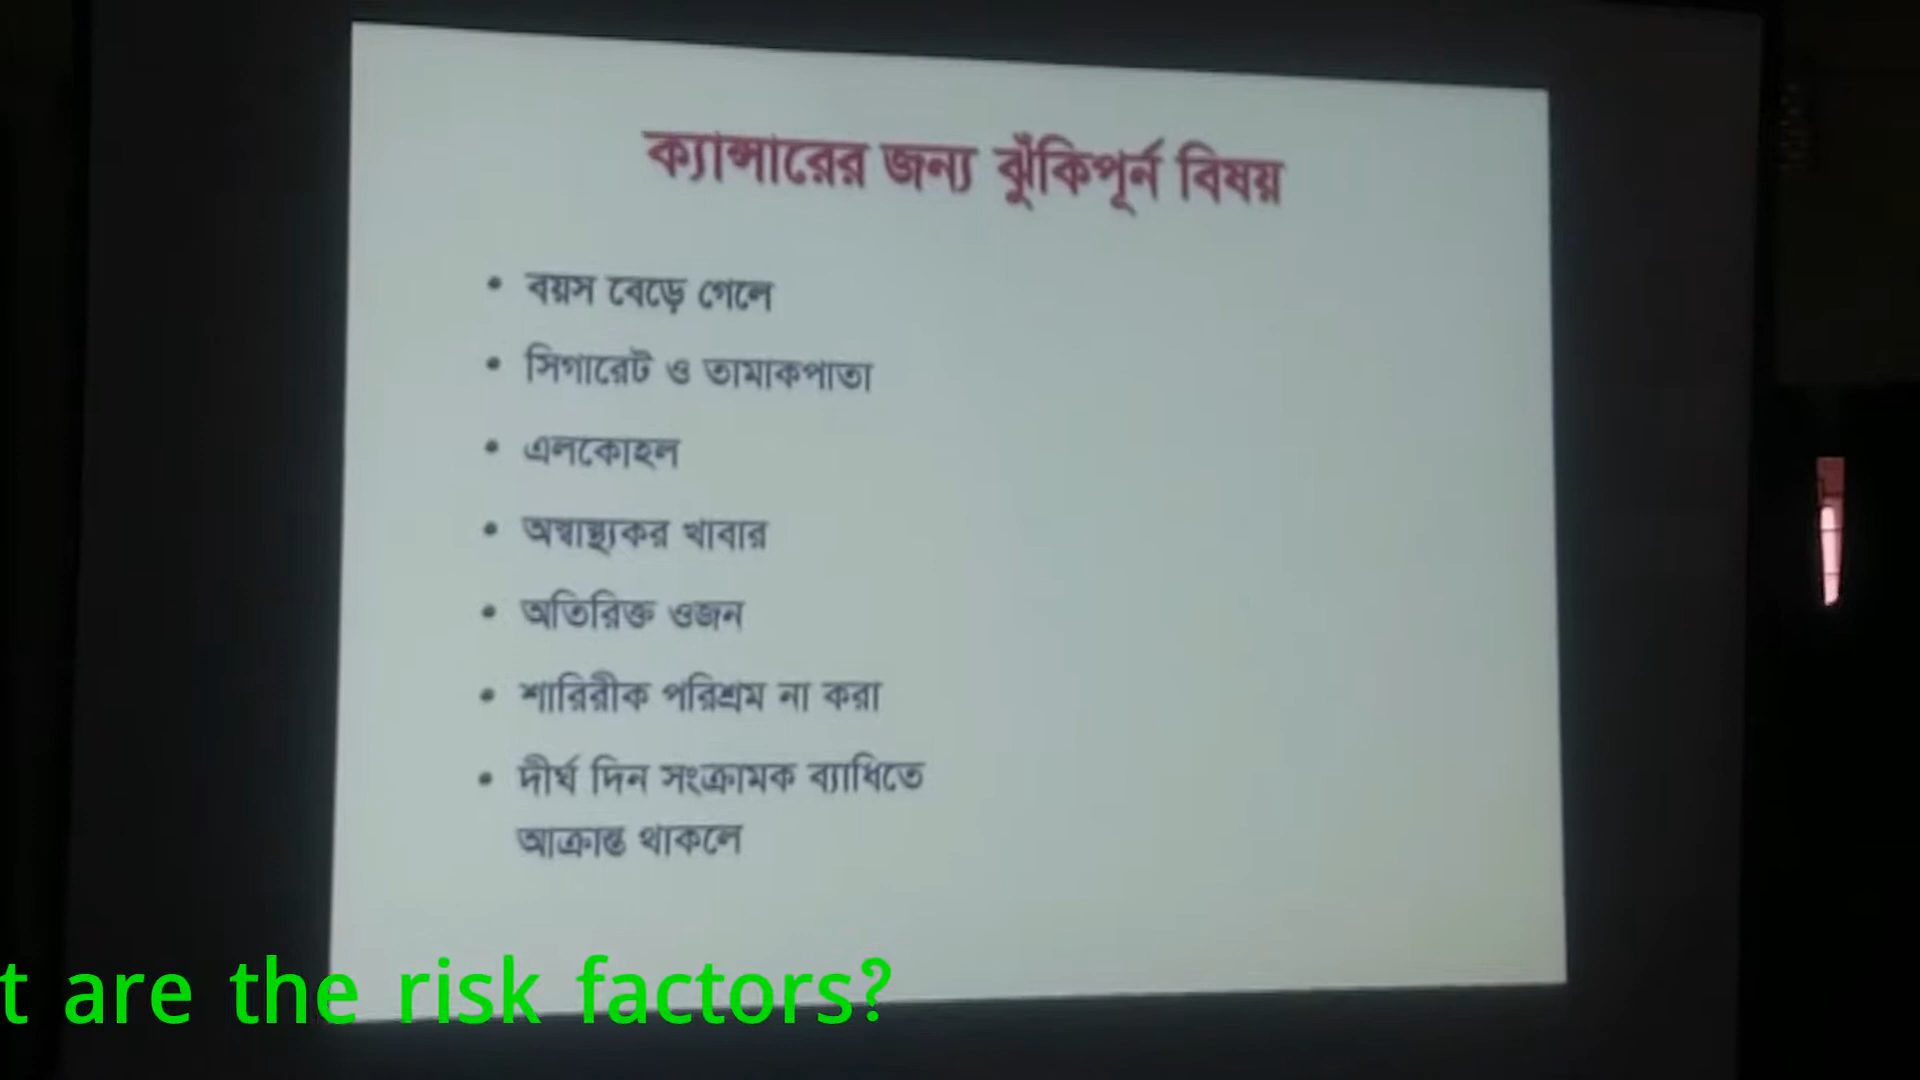 ক্যান্সারের জন্য ঝুঁকিপূর্ন বিষয়
• বয়স বেড়ে গেলে
• সিগারেট ও তামাকপাতা
• এলকোহল
• অস্বাস্থ্যকর খাবার
• অতিরিক্ত ওজন
• শারিরীক পরিশ্রম না করা
• দীর্ঘ দিন সংক্রামক ব্যাধিতে
আক্রান্ত থাকলে
t are the risk factors?